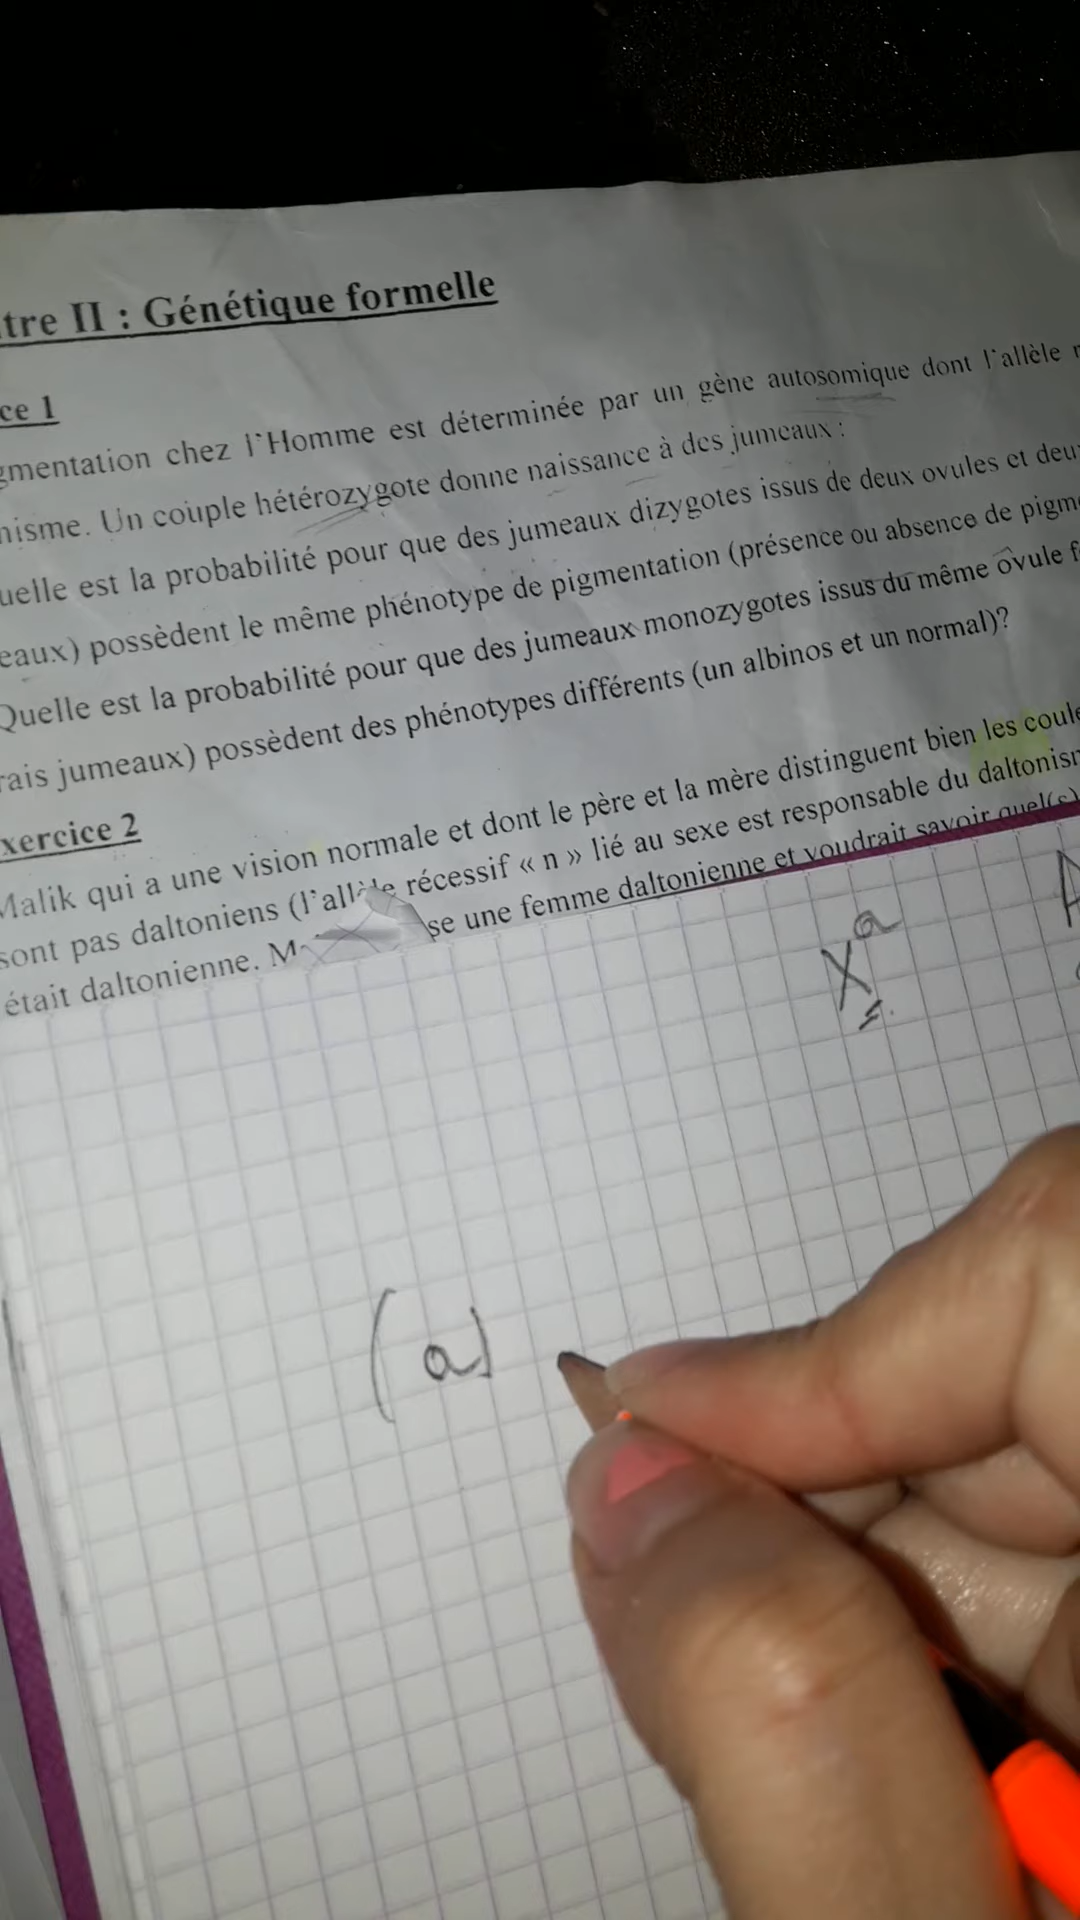 tre II : Génétique formelle
ce 1
gmentation chez l'Homme est déterminée par un gène autosomique dont l'allèle
nisme. Un couple hétérozygote donne naissance à des jumeaux :
uelle est la probabilité pour que des jumeaux dizygotes issus de deux ovules et deu
eaux) possèdent le même phénotype de pigmentation (présence ou absence de pigm
Quelle est la probabilité pour que des jumeaux monozygotes issus du même ovule f
rais jumeaux) possèdent des phénotypes différents (un albinos et un normal)?
xercice 2
Malik qui a une vision normale et dont le père et la mère distinguent bien les coule
sont pas daltoniens (l'allèle récessif « n » lié au sexe est responsable du daltonism
était daltonienne. M se une femme daltonienne et voudrait savoir quel(s)
X a
A
(a)